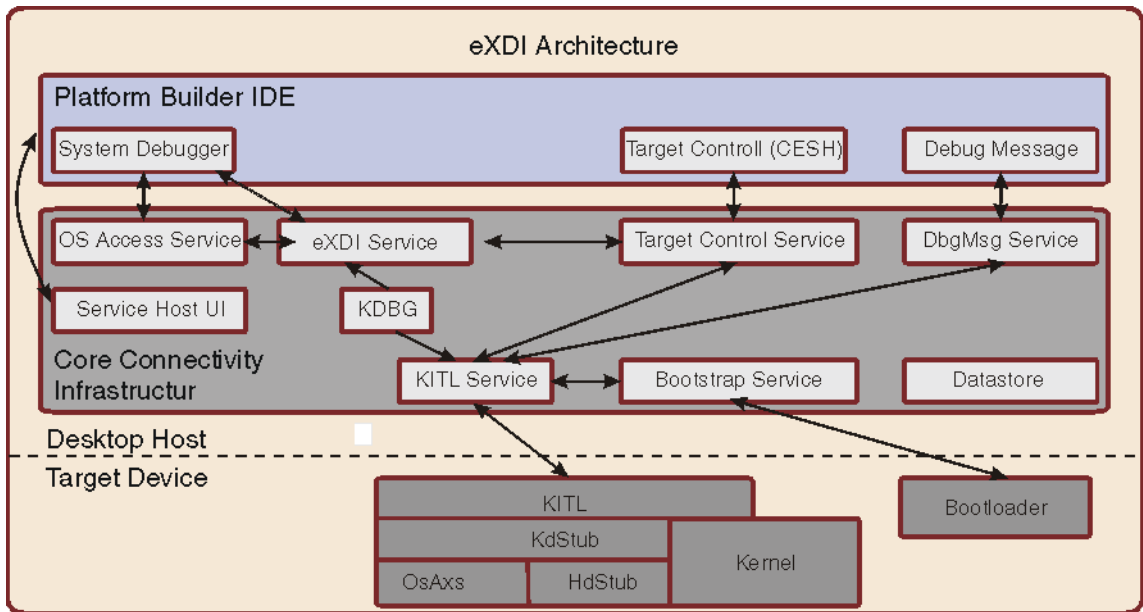 eXDI Architecture
Platform Builder IDE
System Debugger
Target Controll (CESH)
Debug Message
OS Access Service
eXDI Service
Target Control Service
DbgMsg Service
Service Host UI
KDBG
Core Connectivity
Infrastructur
KITL Service
Bootstrap Service
Datastore
Desktop Host
Target Device
KITL
Bootloader
KdStub
Kernel
OsAxs
HdStub